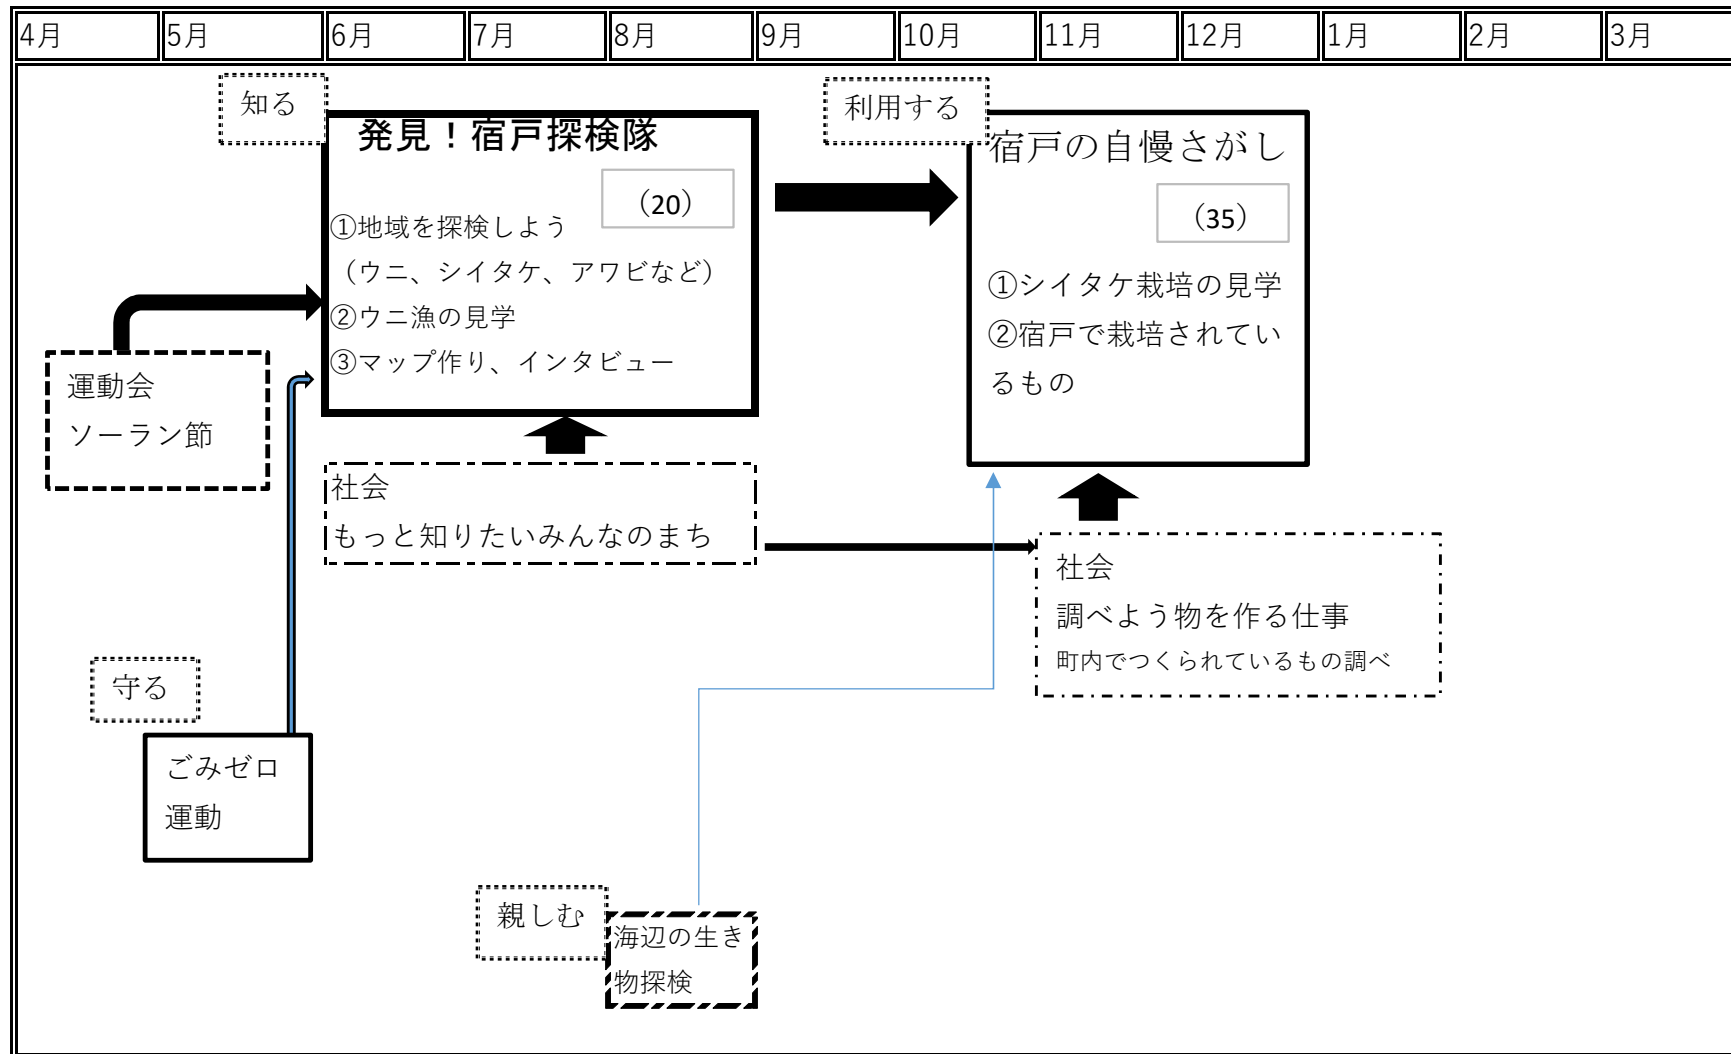 4月 5月 6月 7月 8月 9月 10月 11月 12月 1月 2月 3月
知る
発見！宿戸探検隊
（20）
①地域を探検しよう
（ウニ、シイタケ、アワビなど）
②ウニ漁の見学
③マップ作り、インタビュー
利用する
宿戸の自慢さがし
（35）
①シイタケ栽培の見学
②宿戸で栽培されてい
るもの
運動会
ソーラン節
社会
もっと知りたいみんなのまち
社会
調べよう物を作る仕事
町内でつくられているもの調べ
守る
ごみゼロ
運動
親しむ
海辺の生き
物探検